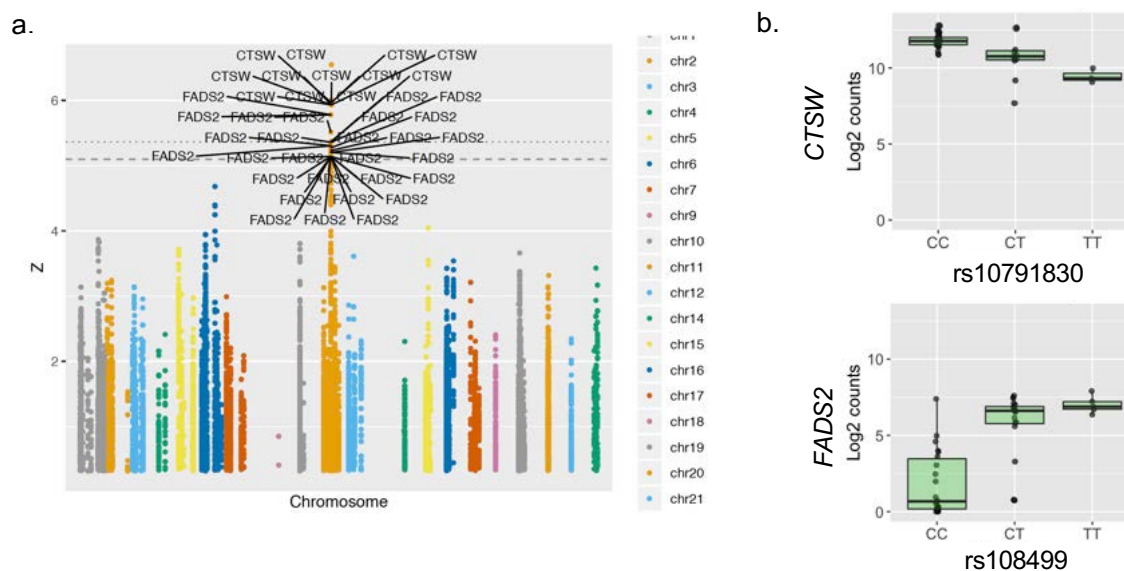 a.
CTSW CTSW CTSW CTSW
CTSW CTSW CTSW CTSW CTSW
FADS2 CTSW CTSW CTSW FADS2 FADS2
FADS2 FADS2 FADS2 FADS2 FADS2
FADS2 FADS2 FADS2 FADS2 FADS2 FADS2
FADS2 FADS2 FADS2 FADS2 FADS2
FADS2 FADS2 FADS2 FADS2
FADS2 FADS2 FADS2
FADS2 FADS2 FADS2
6
4
2
Z
Chromosome
chr1
chr2
chr3
chr4
chr5
chr6
chr7
chr9
chr10
chr11
chr12
chr14
chr15
chr16
chr17
chr18
chr19
chr20
chr21
b.
CTSW
Log2 counts
10
5
0
CC CT TT
rs10791830
FADS2
Log2 counts
10
5
0
CC CT TT
rs108499